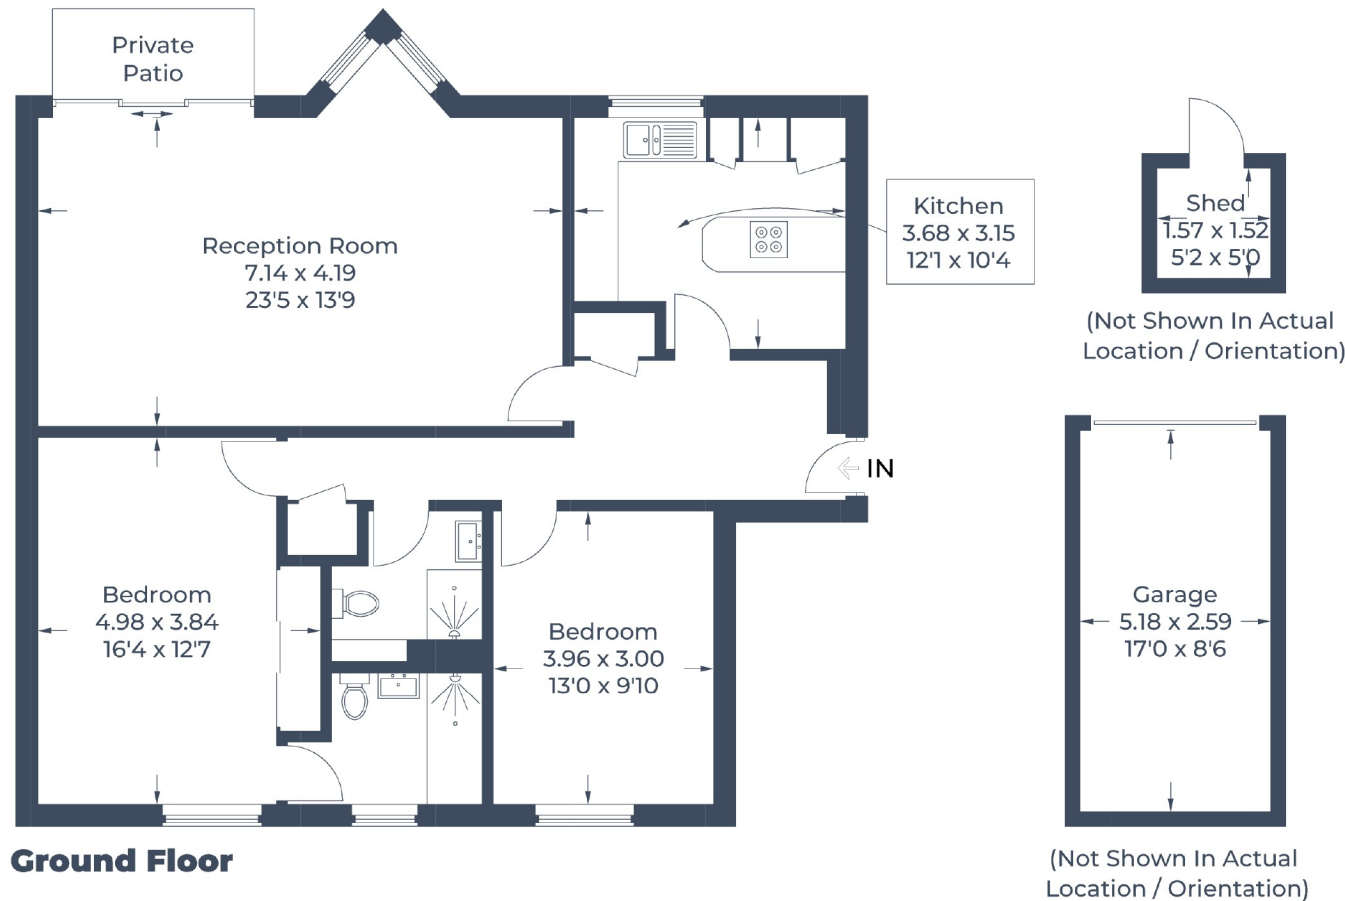 Private
Patio
Reception Room
7.14 x 4.19
23'5 x 13'9
Kitchen
3.68 x 3.15
12'1 x 10'4
Shed
1.57 x 1.52
5'2 x 5'0
(Not Shown In Actual
Location / Orientation)
IN
Bedroom
4.98 x 3.84
16'4 x 12'7
Bedroom
3.96 x 3.00
13'0 x 9'10
Garage
5.18 x 2.59
17'0 x 8'6
(Not Shown In Actual
Location / Orientation)
Ground Floor